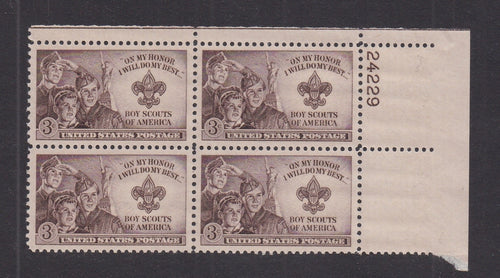 "ON MY HONOR
I WILL DO MY BEST..."
BOY SCOUTS
OF AMERICA
3¢
UNITED STATES POSTAGE
"ON MY HONOR
I WILL DO MY BEST..."
BOY SCOUTS
OF AMERICA
3¢
UNITED STATES POSTAGE
24229
"ON MY HONOR
I WILL DO MY BEST..."
BOY SCOUTS
OF AMERICA
3¢
UNITED STATES POSTAGE
"ON MY HONOR
I WILL DO MY BEST..."
BOY SCOUTS
OF AMERICA
3¢
UNITED STATES POSTAGE